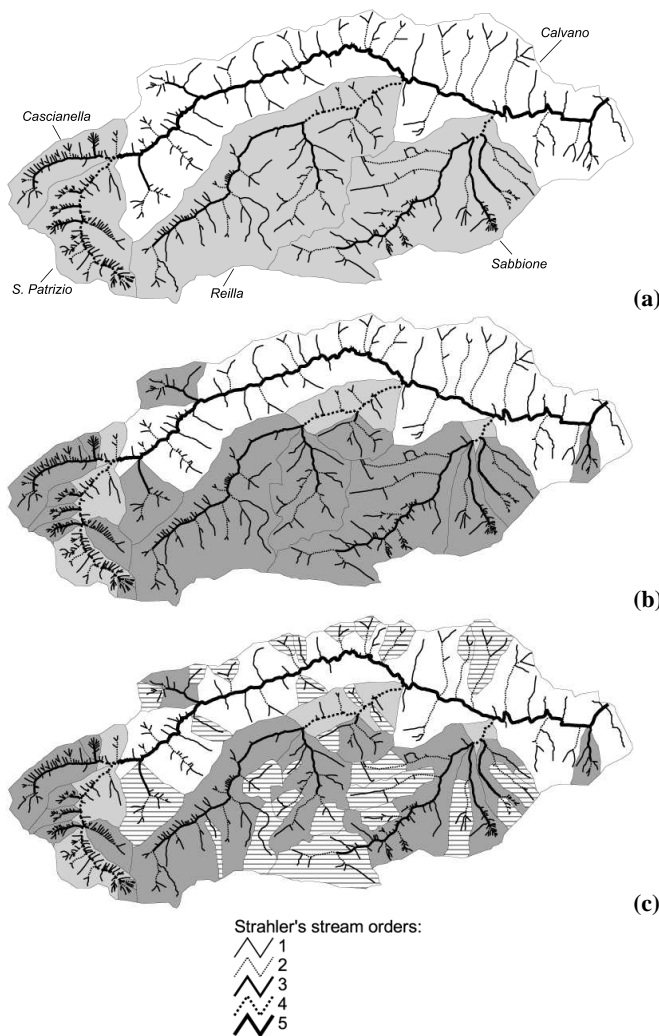 Calvano
Cascianella
Sabbione
S. Patrizio
Reilla
(a)
(b)
(c)
Strahler's stream orders:
1
2
3
4
5